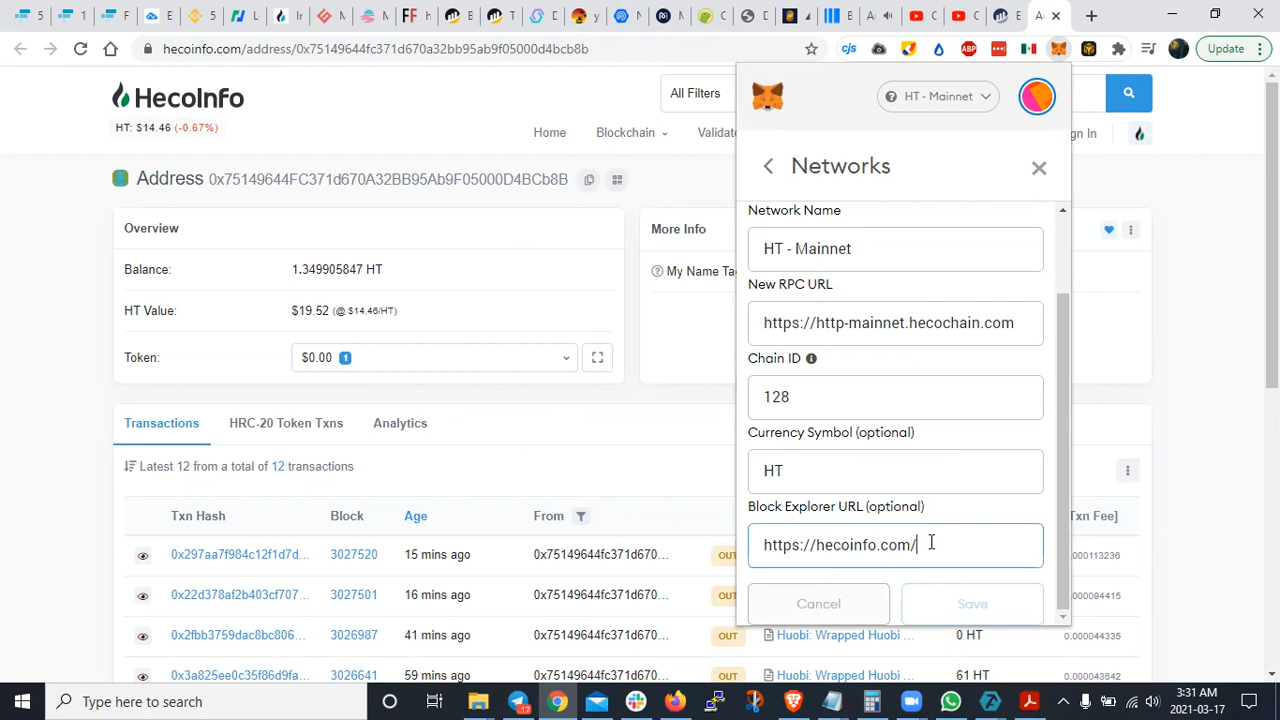 hecoinfo.com/address/0x75149644fc371d670a32bb95ab9f05000d4bcb8b
Update
HecoInfo
HT: $14.46 (-0.67%)
All Filters
Home
Blockchain
Address 0x75149644FC371d670A32BB95Ab9F05000D4BCb8B
Overview
Balance: 1.349905847 HT
HT Value: $19.52 (@ $14.46/HT)
Token: $0.00 1
More Info
Transactions HRC-20 Token Txns Analytics
Latest 12 from a total of 12 transactions
Txn Hash Block Age From Txn Fee]
0x297aa7f984c12f1d7d... 3027520 15 mins ago 0x75149644fc371d670... OUT
0x22d378af2b403cf707... 3027501 16 mins ago 0x75149644fc371d670... OUT 0.000094415
0x2fbb3759dac8bc806... 3026987 41 mins ago 0x75149644fc371d670... OUT Huobi: Wrapped Huobi ... 0 HT 0.000044335
0x3a825ee0c35f86d9fa... 3026641 59 mins ago 0x75149644fc371d670... OUT Huobi: Wrapped Huobi ... 61 HT
HT - Mainnet
Networks
Network Name
HT - Mainnet
New RPC URL
https://http-mainnet.hecochain.com
Chain ID
128
Currency Symbol (optional)
HT
Block Explorer URL (optional)
https://hecoinfo.com/
Cancel Save
Type here to search
17
3:31 AM
2021-03-17